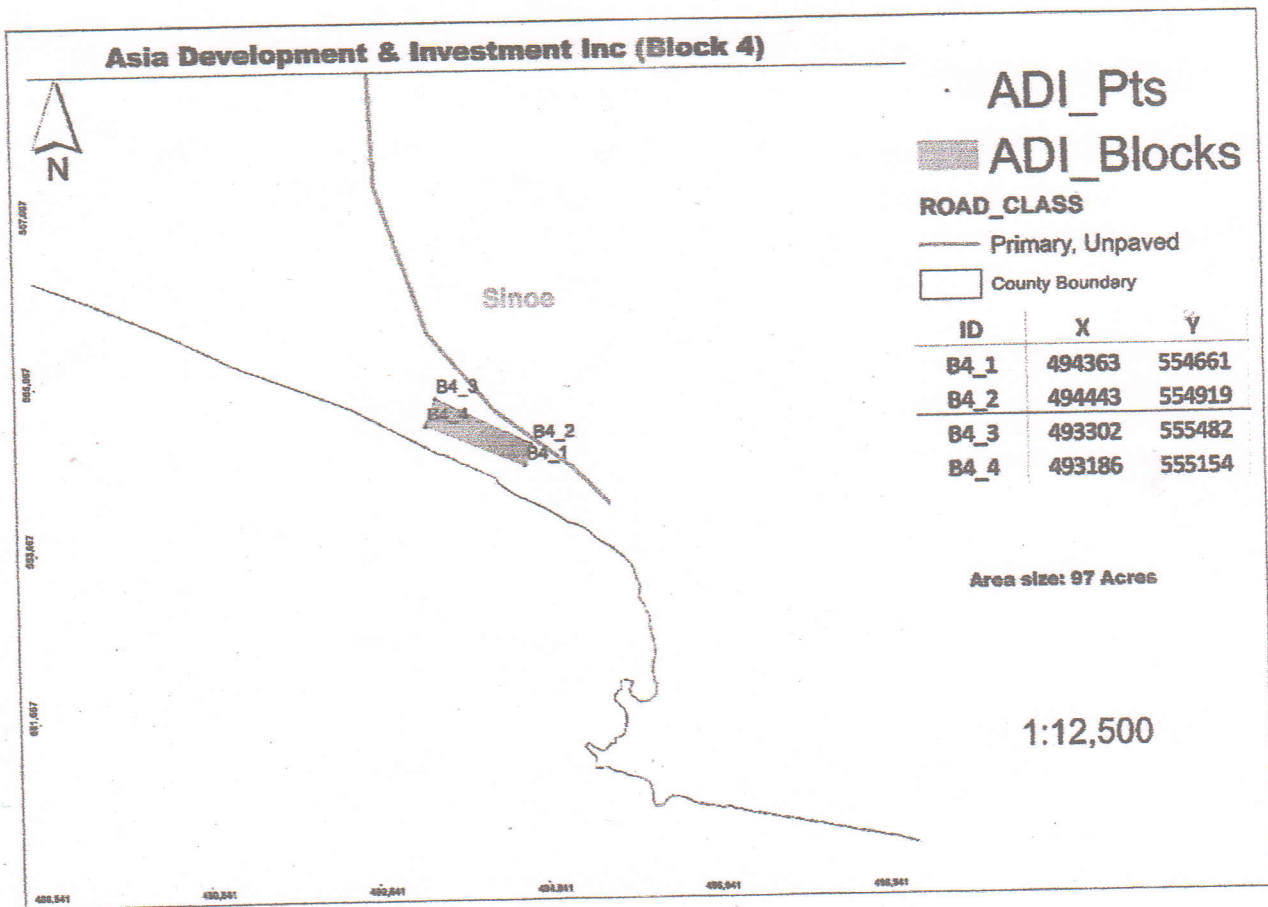 Asia Development & Investment Inc (Block 4)
N
Sinoe
B4_3
B4_4
B4_2
B4_1
ADI_Pts
ADI_Blocks
ROAD_CLASS
Primary, Unpaved
County Boundary
ID X Y
B4_1 494363 554661
B4_2 494443 554919
B4_3 493302 555482
B4_4 493186 555154
Area size: 97 Acres
1:12,500